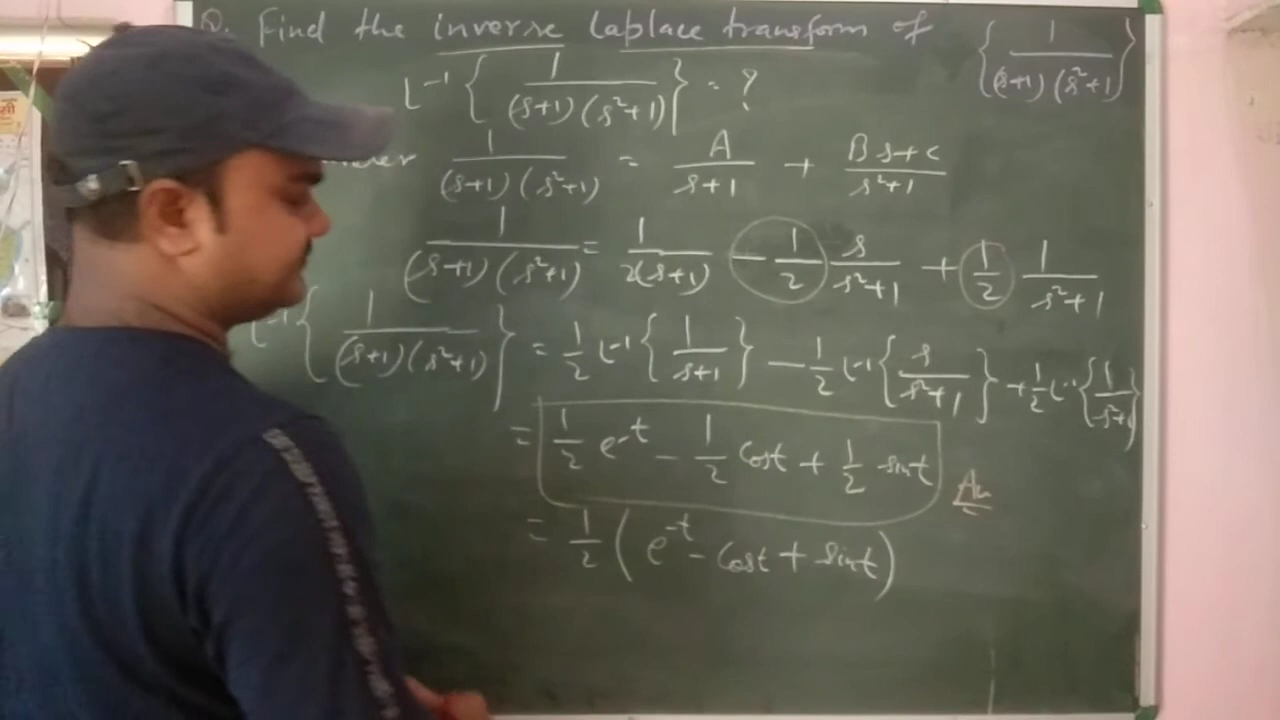 Q. Find the inverse Laplace transform of { 1/((s+1)(s²+1)) }
L⁻¹ { 1/((s+1)(s²+1)) } = ?
1/((s+1)(s²+1)) = A/(s+1) + (Bs+c)/(s²+1)
1/((s+1)(s²+1)) = 1/(2(s+1)) - 1/2 s/(s²+1) + 1/2 1/(s²+1)
L⁻¹ { 1/((s+1)(s²+1)) } = 1/2 L⁻¹ { 1/(s+1) } - 1/2 L⁻¹ { s/(s²+1) } + 1/2 L⁻¹ { 1/(s²+1) }
= 1/2 e⁻ᵗ - 1/2 Cost + 1/2 sint An
= 1/2 ( e⁻ᵗ - Cost + sint )